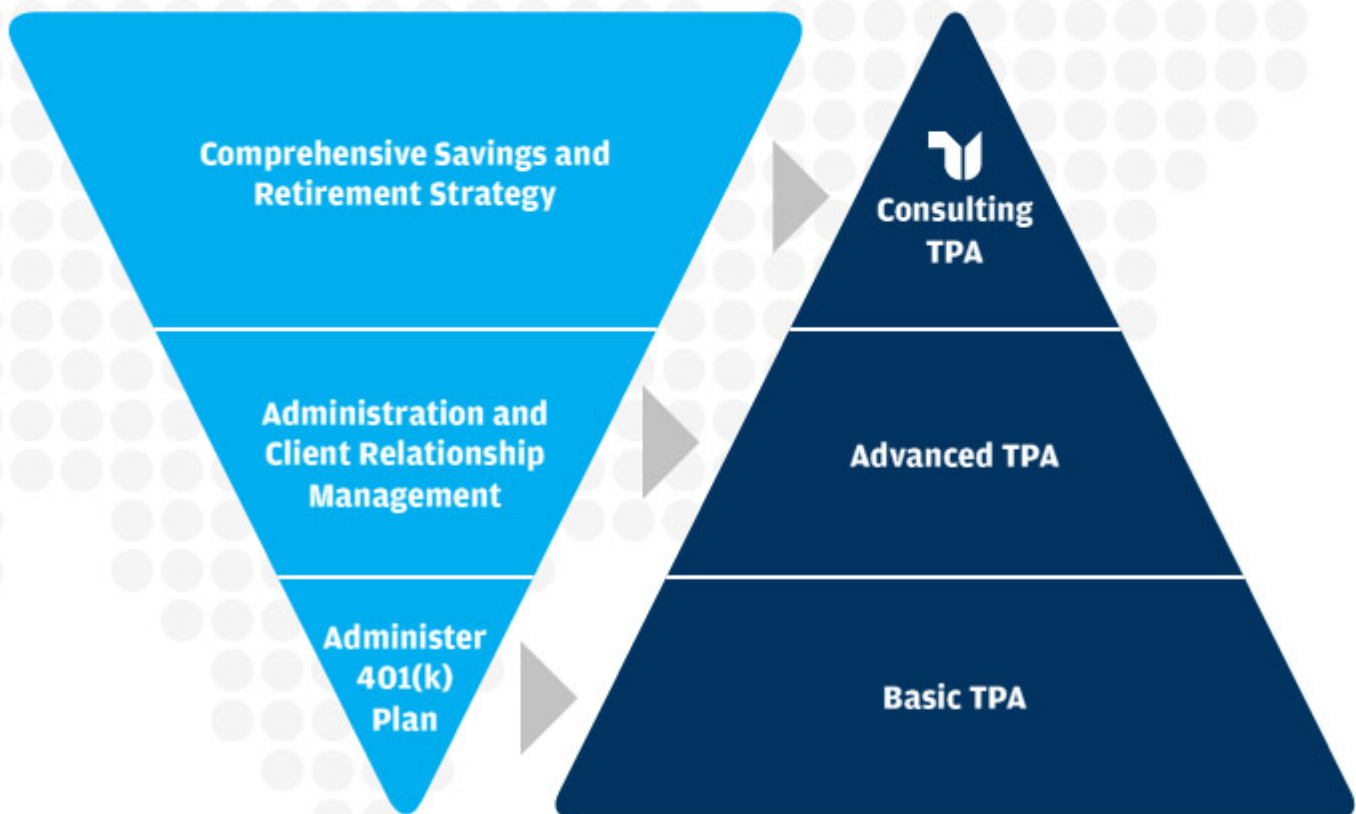 Comprehensive Savings and
Retirement Strategy
Consulting
TPA
Administration and
Client Relationship
Management
Advanced TPA
Administer
401(k)
Plan
Basic TPA